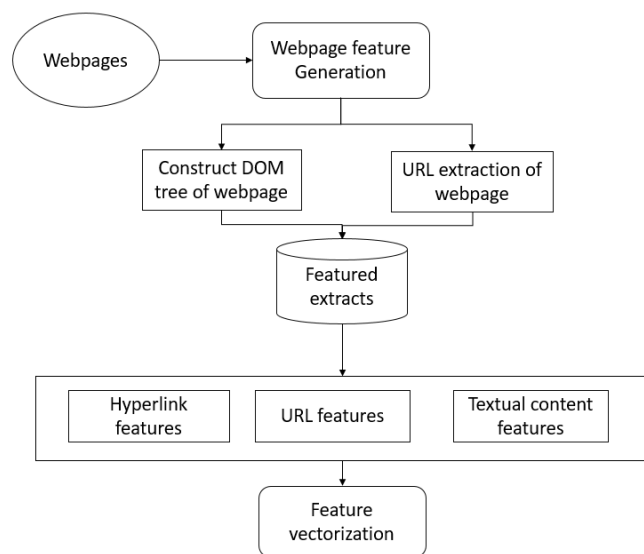 Webpages
Webpage feature
Generation
Construct DOM
tree of webpage
URL extraction of
webpage
Featured
extracts
Hyperlink
features
URL features
Textual content
features
Feature
vectorization